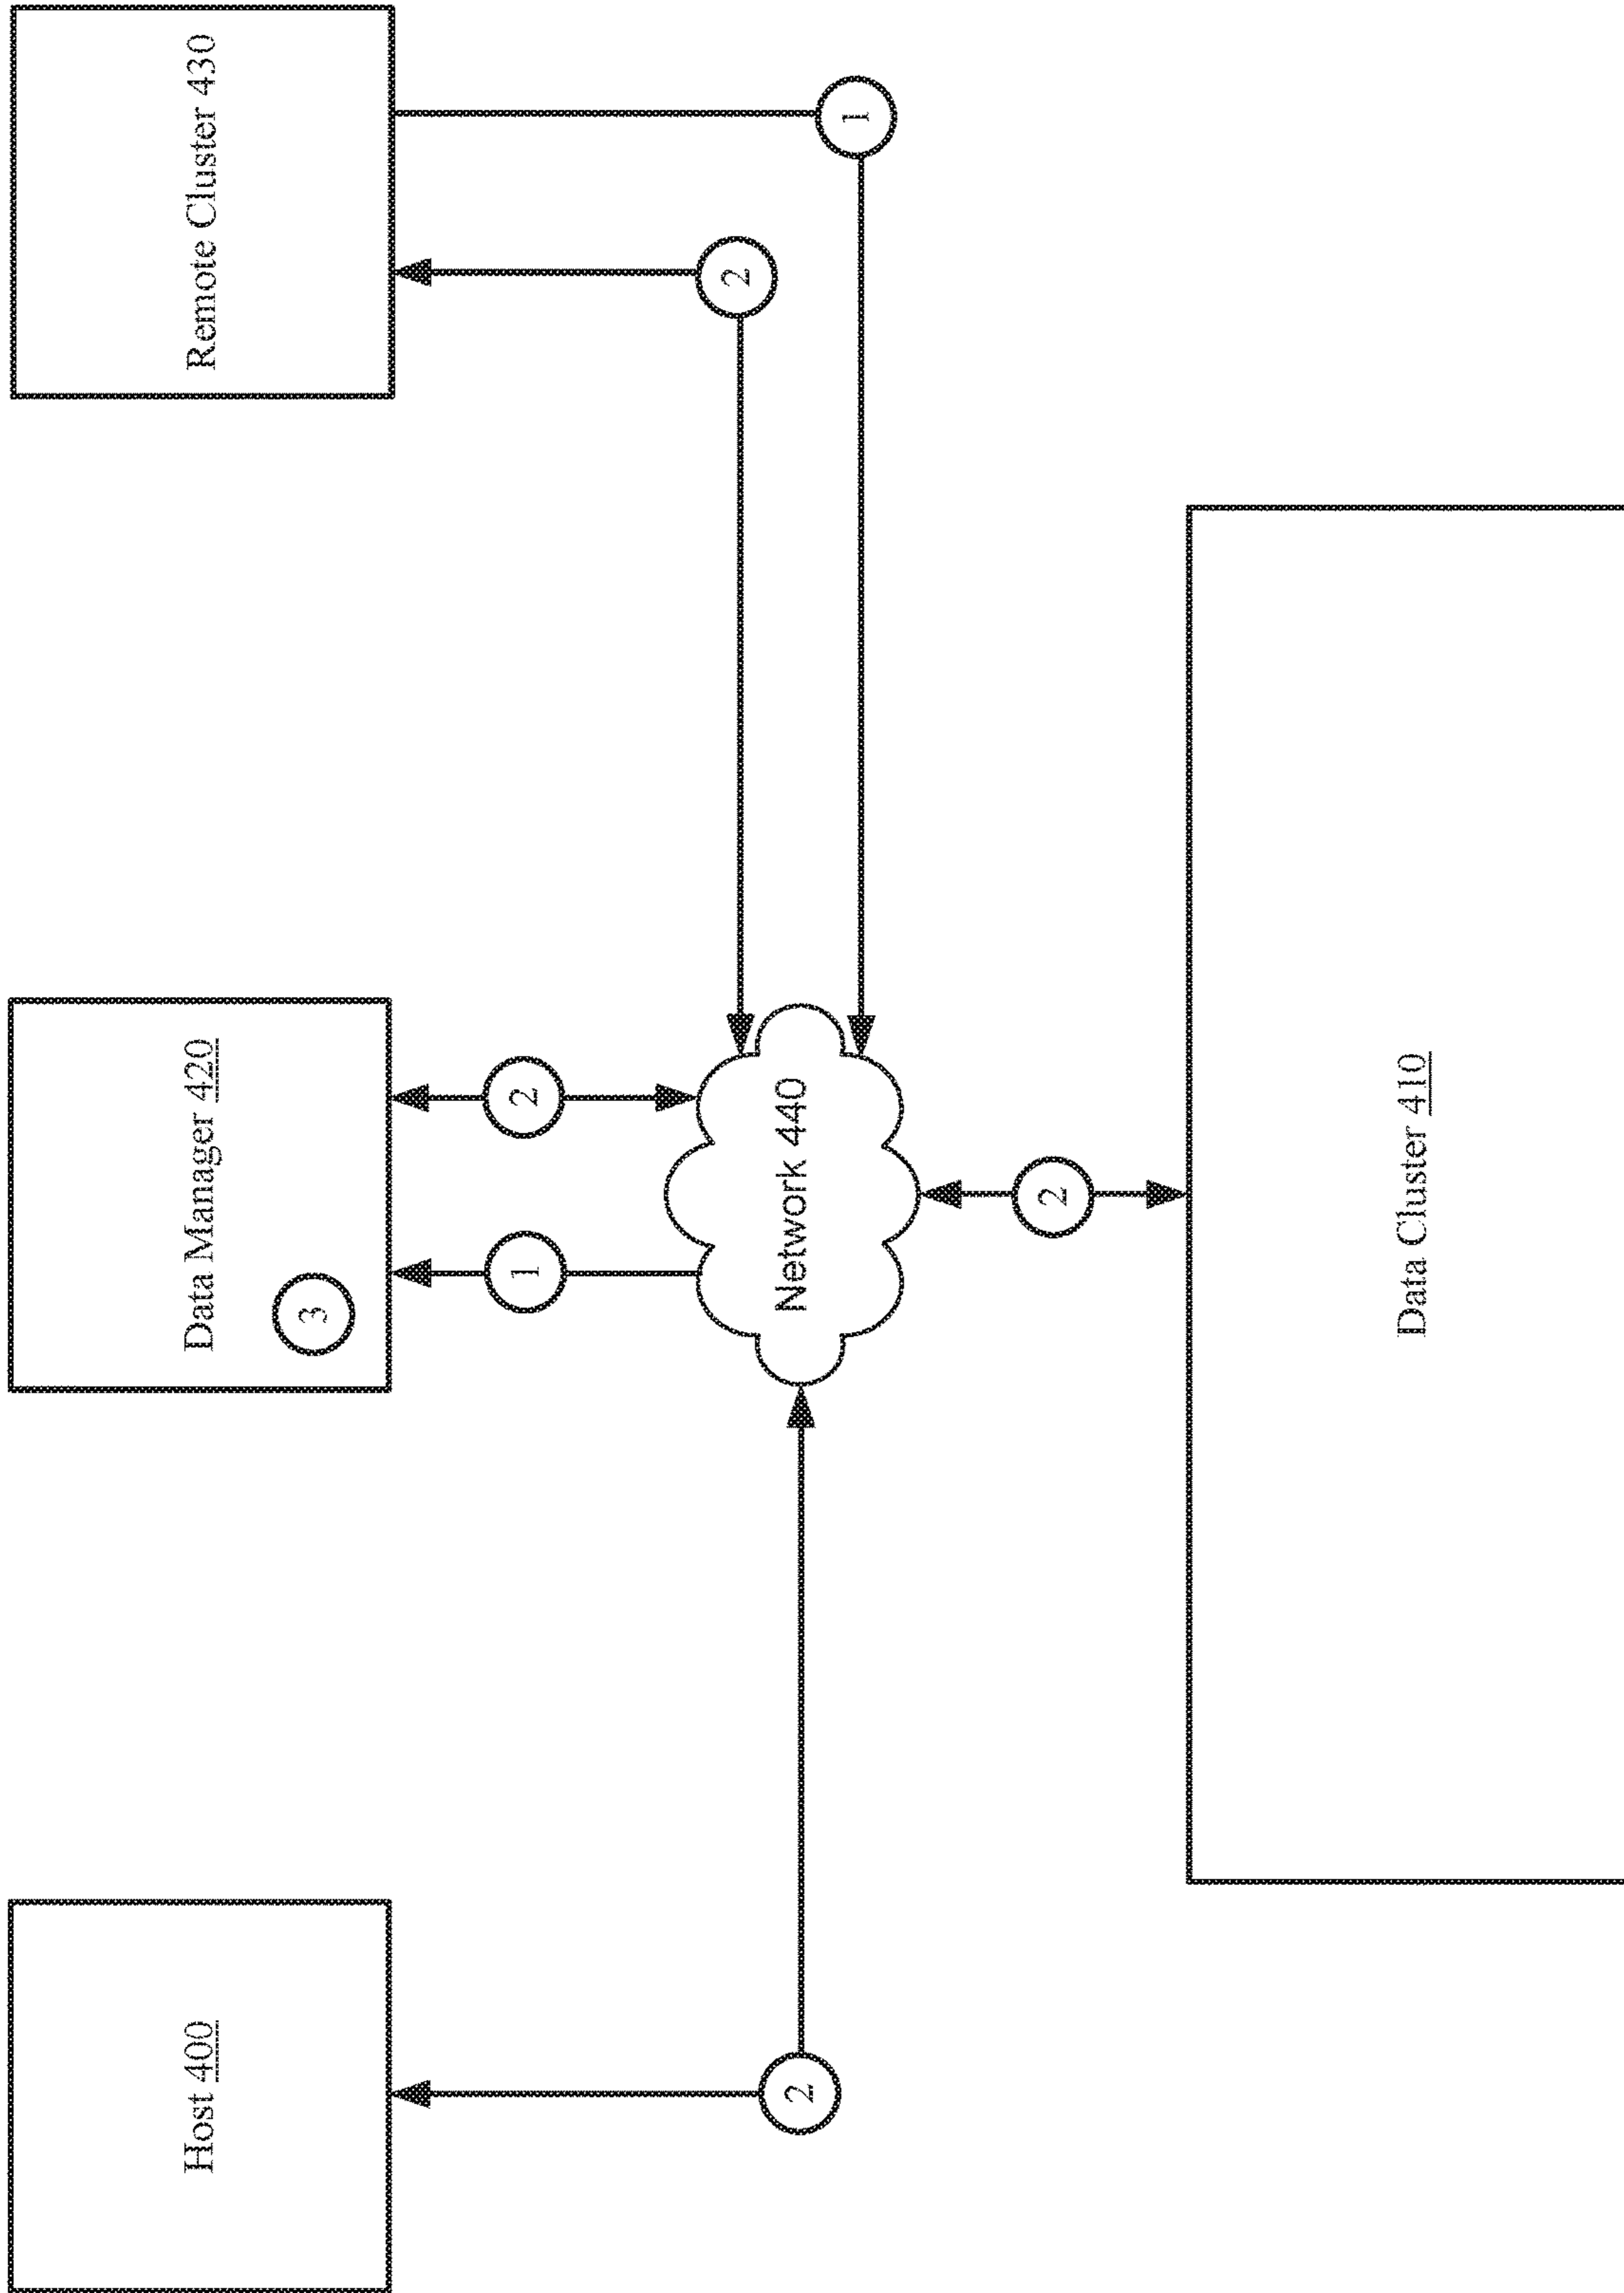 Host 400
Data Manager 420
Remote Cluster 430
3
1
2
2
2
Network 440
1
2
Data Cluster 410